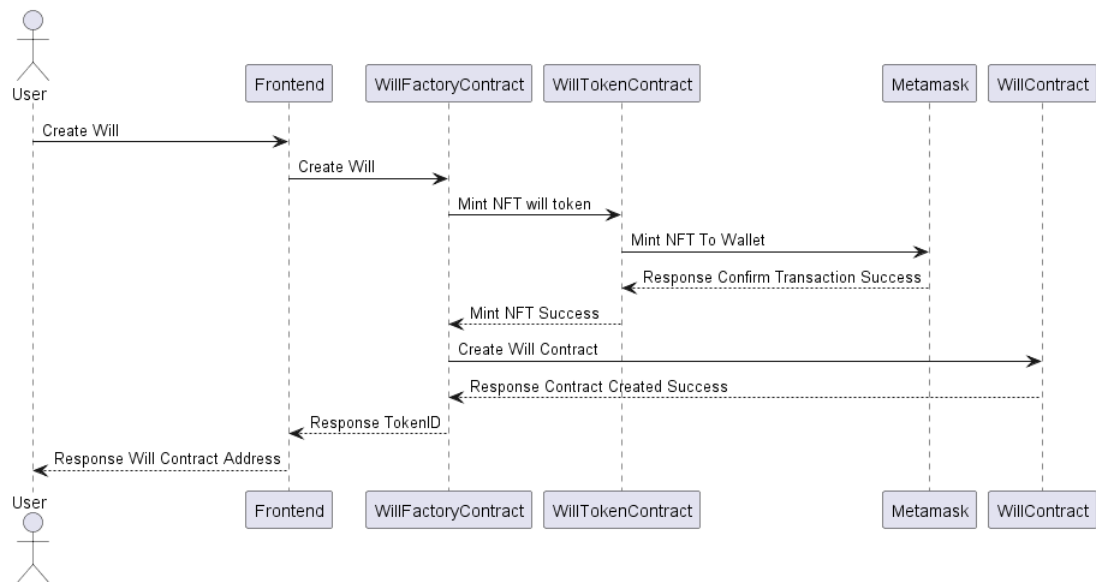 User
Frontend
WillFactoryContract
WillTokenContract
Metamask
WillContract
Create Will
Create Will
Mint NFT will token
Mint NFT To Wallet
Response Confirm Transaction Success
Mint NFT Success
Create Will Contract
Response Contract Created Success
Response TokenID
Response Will Contract Address
User
Frontend
WillFactoryContract
WillTokenContract
Metamask
WillContract